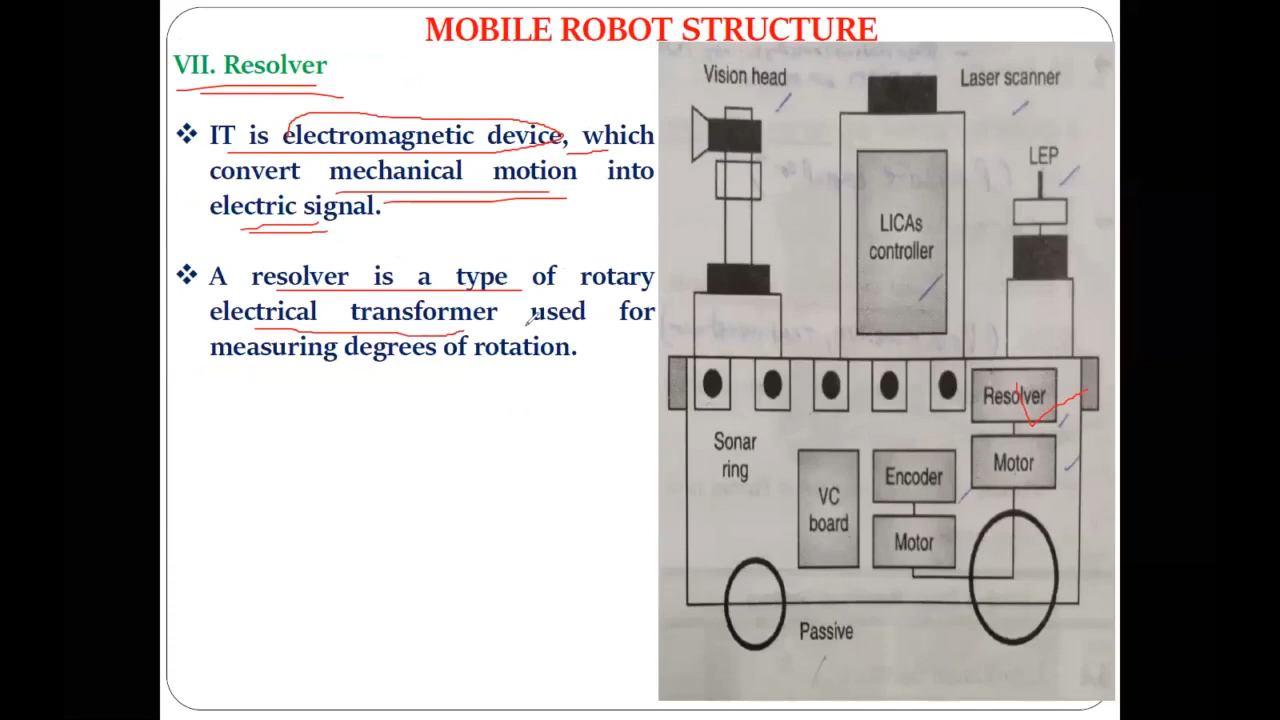 MOBILE ROBOT STRUCTURE
VII. Resolver
❖ IT is electromagnetic device, which
convert mechanical motion into
electric signal.
❖ A resolver is a type of rotary
electrical transformer used for
measuring degrees of rotation.
Vision head
Laser scanner
LEP
LICAs
controller
Resolver
Sonar
ring
Motor
VC
board
Encoder
Motor
Passive